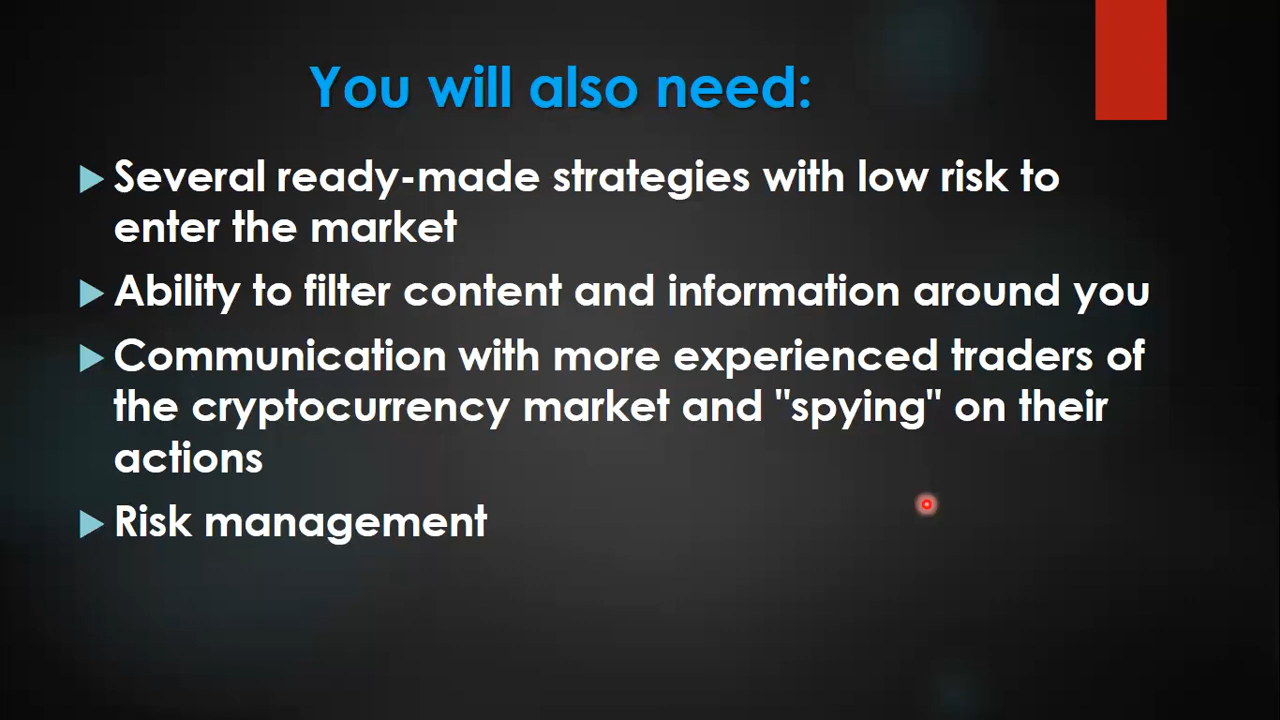 You will also need:
Several ready-made strategies with low risk to
enter the market
Ability to filter content and information around you
Communication with more experienced traders of
the cryptocurrency market and "spying" on their
actions
Risk management